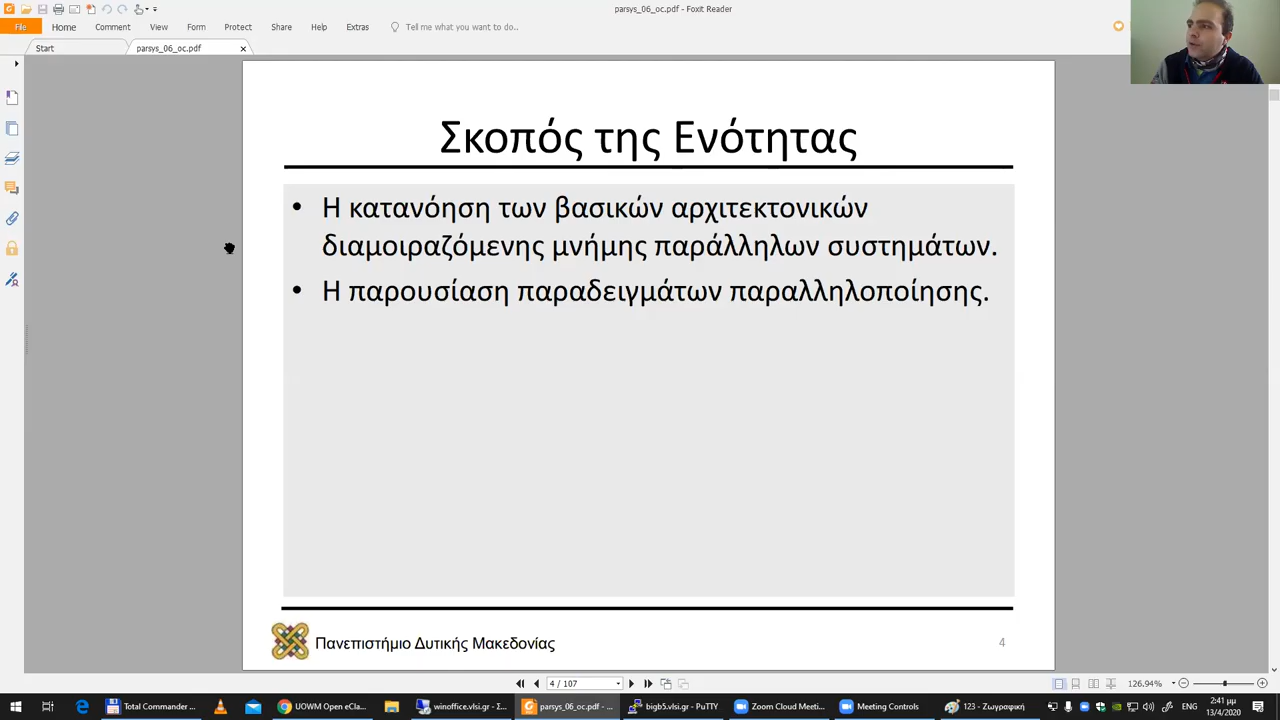 parsys_06_oc.pdf - Foxit Reader
File Home Comment View Form Protect Share Help Extras Tell me what you want to do..
Start parsys_06_oc.pdf
Σκοπός της Ενότητας
• Η κατανόηση των βασικών αρχιτεκτονικών
διαμοιραζόμενης μνήμης παράλληλων συστημάτων.
• Η παρουσίαση παραδειγμάτων παραλληλοποίησης.
Πανεπιστήμιο Δυτικής Μακεδονίας
4
4 / 107
126.94%
Total Commander ... UOWM Open eCla... winoffice.vlsi.gr - Σ... parsys_06_oc.pdf - ... bigb5.vlsi.gr - PuTTY Zoom Cloud Meeti... Meeting Controls 123 - Ζωγραφική
2:41 μμ
13/4/2020